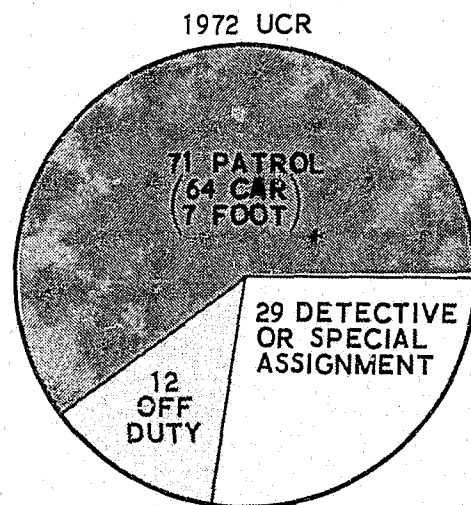 1972 UCR
71 PATROL
(64 CAR
7 FOOT)
29 DETECTIVE
OR SPECIAL
ASSIGNMENT
12
OFF
DUTY